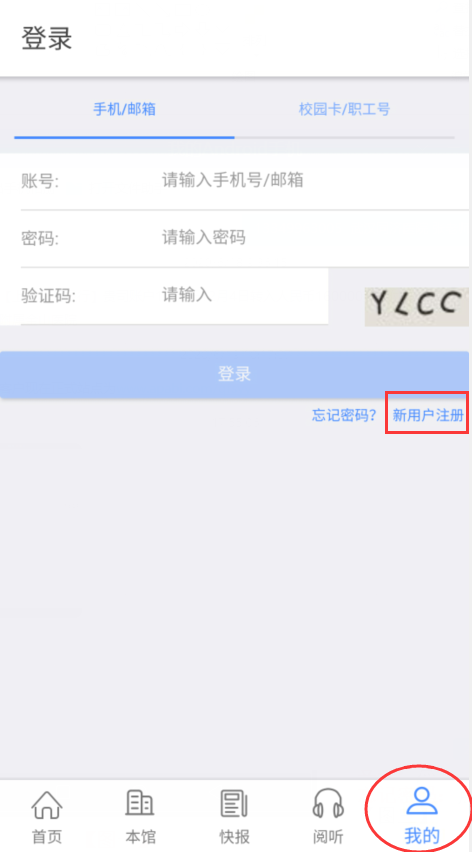 登录
手机/邮箱 校园卡/职工号
账号: 请输入手机号/邮箱
密码: 请输入密码
验证码: 请输入 YLCC
登录
忘记密码? 新用户注册
首页 本馆 快报 阅听 我的